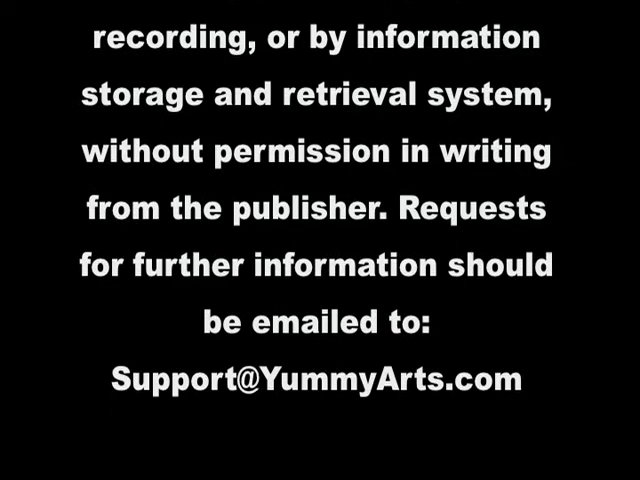 recording, or by information
storage and retrieval system,
without permission in writing
from the publisher. Requests
for further information should
be emailed to:
Support@YummyArts.com